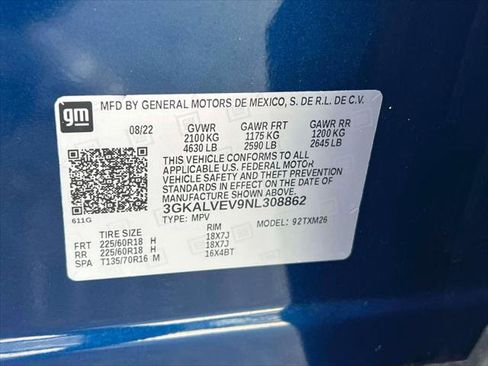 gm
MFD BY GENERAL MOTORS DE MEXICO, S. DE R.L. DE C.V.
08/22 GVWR GAWR FRT GAWR RR
2100 KG 1175 KG 1200 KG
4630 LB 2590 LB 2645 LB
THIS VEHICLE CONFORMS TO ALL
APPLICABLE U.S. FEDERAL MOTOR
VEHICLE SAFETY AND THEFT PREVENTION
STANDARDS IN EFFECT ON THE DATE OF
MANUFACTURE SHOWN ABOVE.
611G 3GKALVEV9NL308862
TYPE: MPV MODEL: 92TXM26
TIRE SIZE RIM
FRT 225/60R18 H 18X7J
RR 225/60R18 H 18X7J
SPA T135/70R16 M 16X4BT